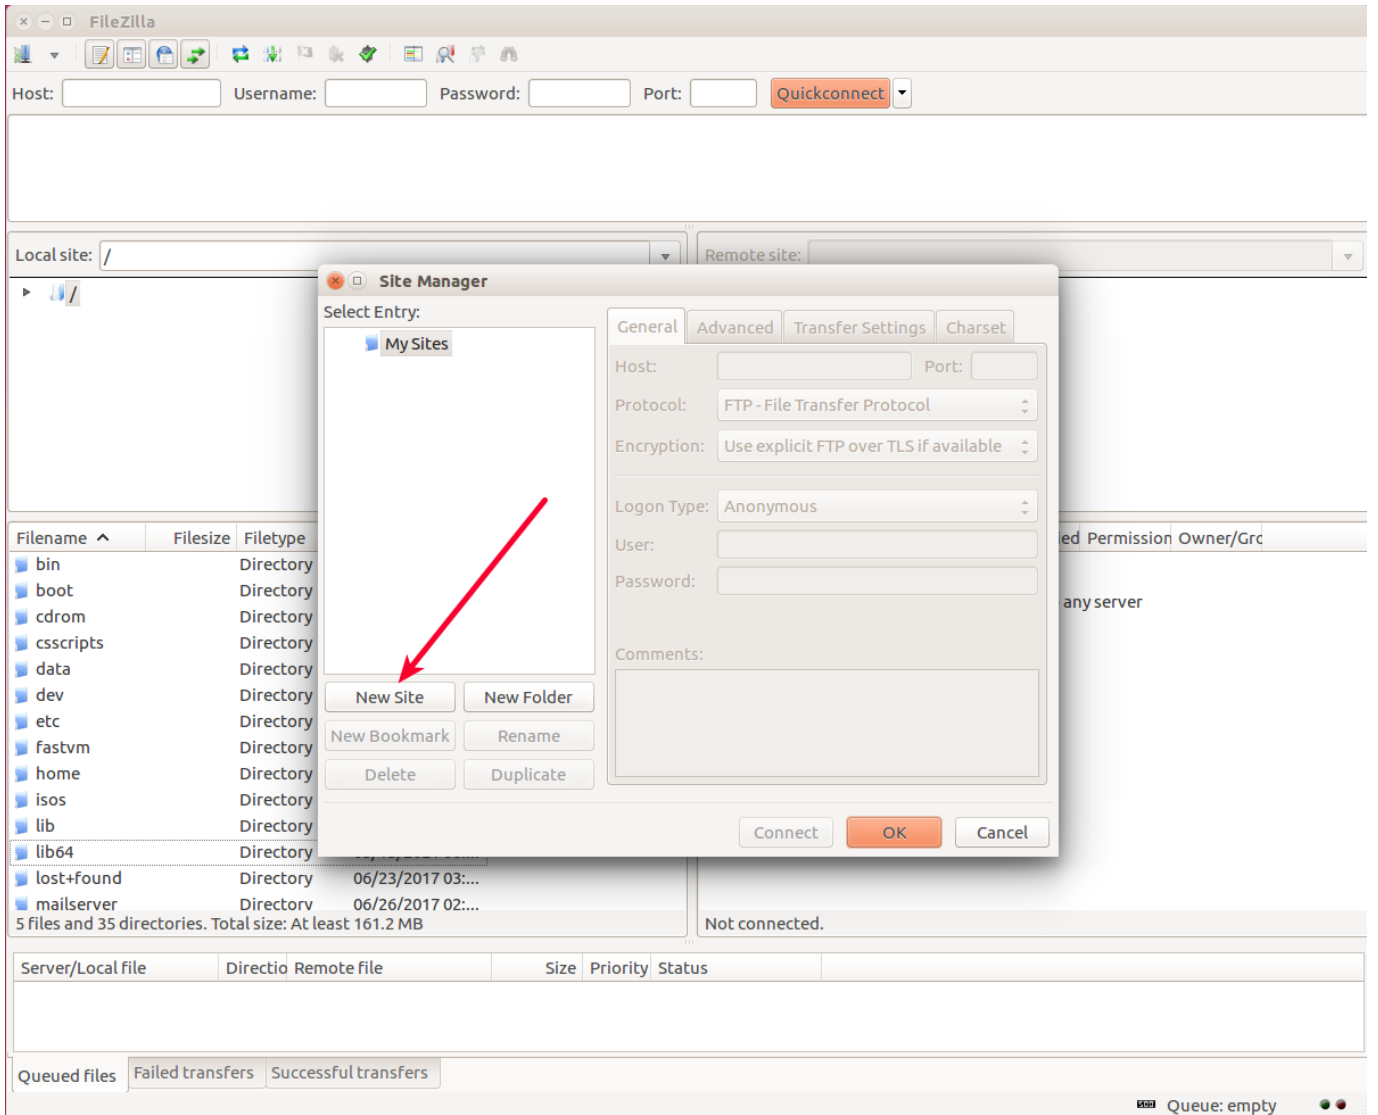 FileZilla
Host: Username: Password: Port: Quickconnect
Local site: /
Remote site:
/
Site Manager
Select Entry:
My Sites
New Site New Folder
New Bookmark Rename
Delete Duplicate
General Advanced Transfer Settings Charset
Host: Port:
Protocol: FTP - File Transfer Protocol
Encryption: Use explicit FTP over TLS if available
Logon Type: Anonymous
User:
Password:
Comments:
Connect OK Cancel
Filename Filesize Filetype
bin Directory
boot Directory
cdrom Directory
csscripts Directory
data Directory
dev Directory
etc Directory
fastvm Directory
home Directory
isos Directory
lib Directory
lib64 Directory
lost+found Directory 06/23/2017 03:...
mailserver Directory 06/26/2017 02:...
5 files and 35 directories. Total size: At least 161.2 MB
ied Permission Owner/Grc
any server
Not connected.
Server/Local file Directio Remote file Size Priority Status
Queued files Failed transfers Successful transfers
Queue: empty